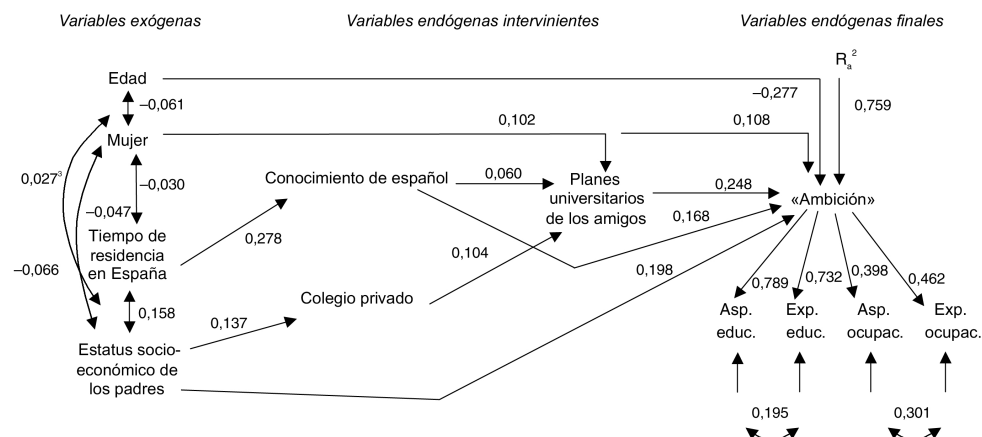 Variables exógenas
Variables endógenas intervinientes
Variables endógenas finales
Edad
Rₐ²
–0,061
–0,277
0,759
Mujer
0,102
0,108
0,027³
–0,030
Conocimiento de español
0,060
Planes
universitarios
de los amigos
0,248
«Ambición»
–0,047
Tiempo de
residencia
en España
0,278
0,168
–0,066
0,104
0,198
0,158
Colegio privado
0,137
0,789
0,732
0,398
0,462
Estatus socio-
económico de
los padres
Asp.
educ.
Exp.
educ.
Asp.
ocupac.
Exp.
ocupac.
0,195
0,301